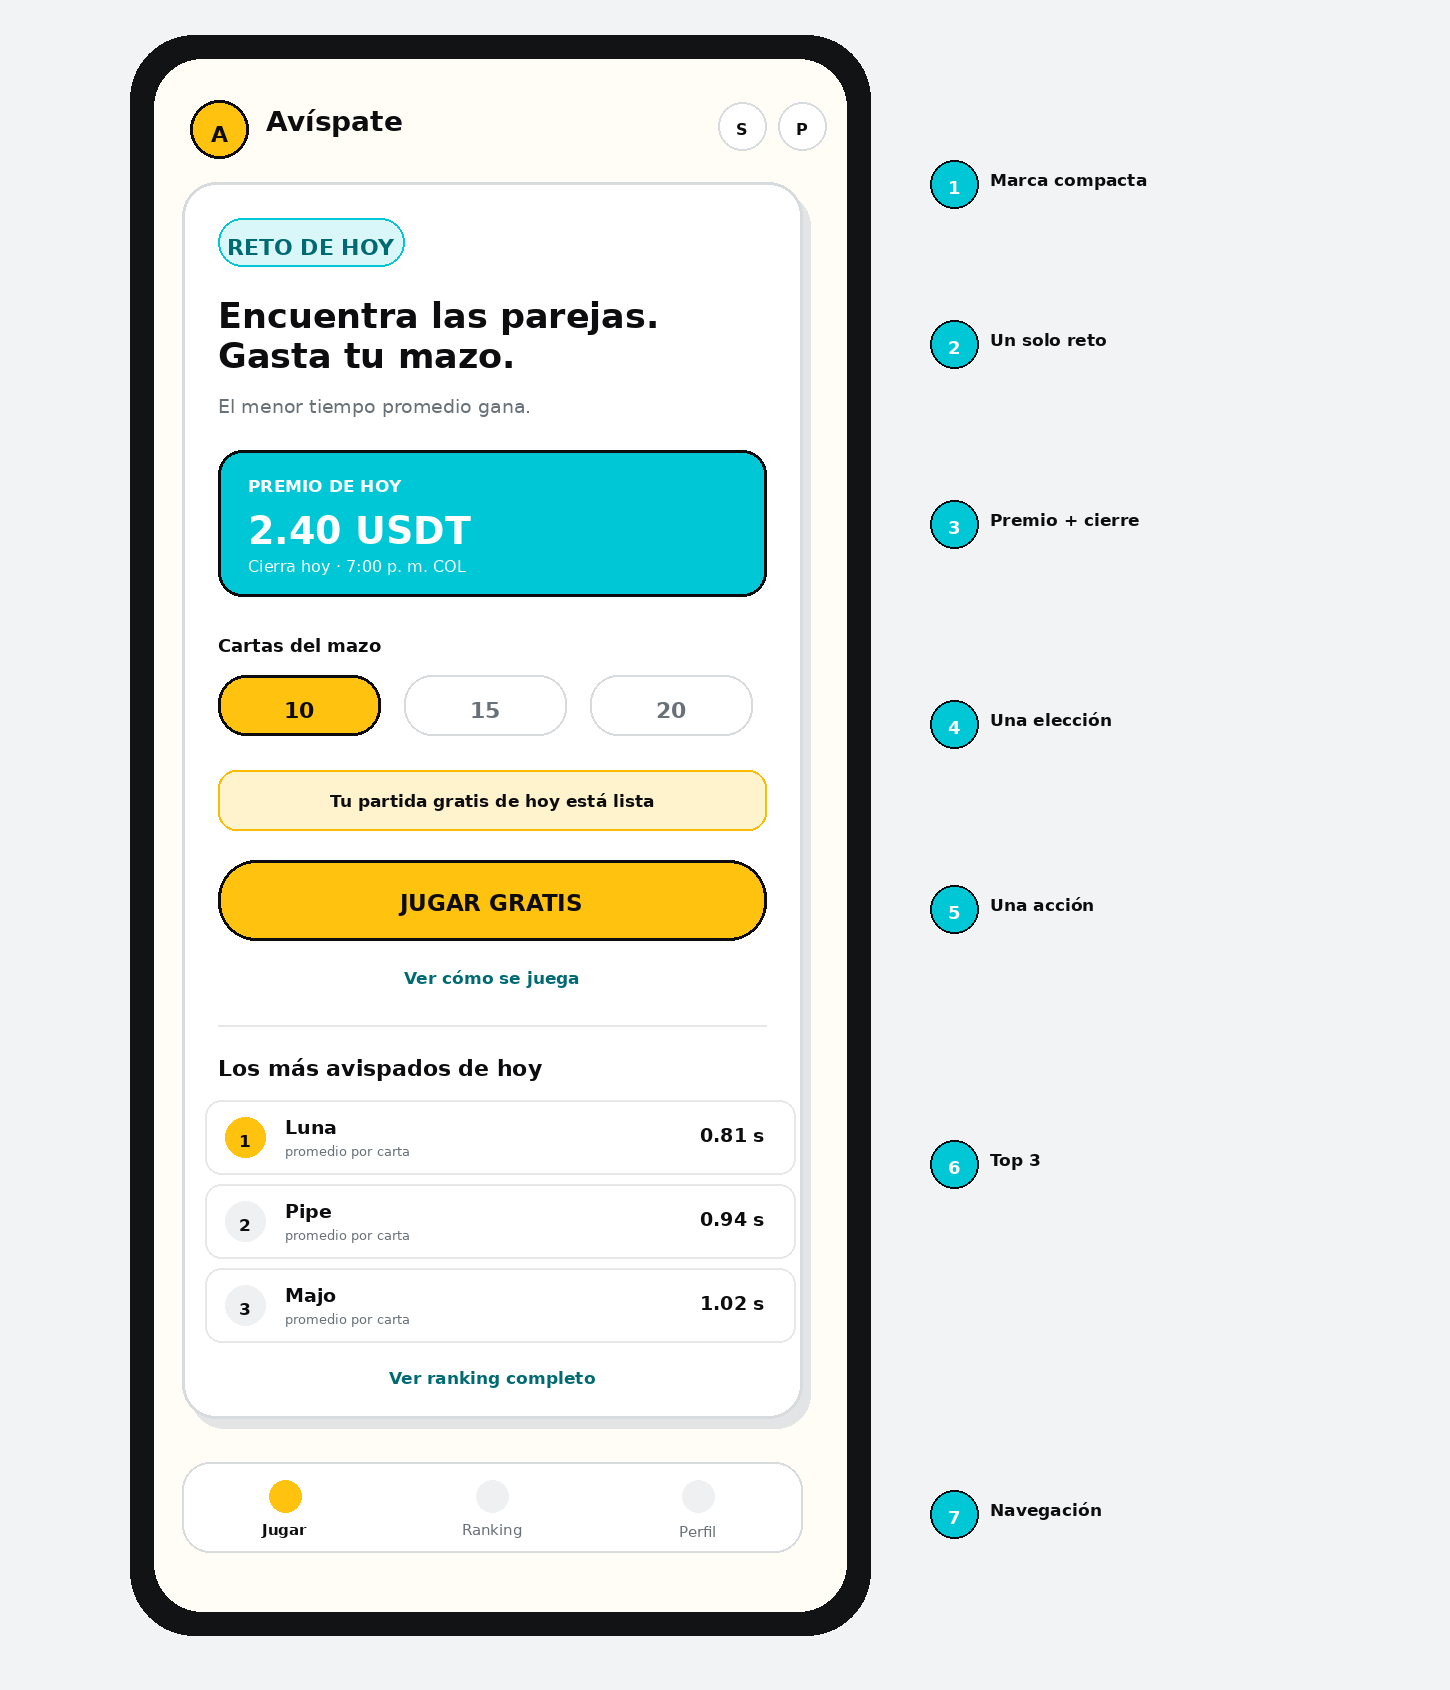 A
Avíspate
S
P
RETO DE HOY
Encuentra las parejas.
Gasta tu mazo.
El menor tiempo promedio gana.
PREMIO DE HOY
2.40 USDT
Cierra hoy · 7:00 p. m. COL
Cartas del mazo
10
15
20
Tu partida gratis de hoy está lista
JUGAR GRATIS
Ver cómo se juega
Los más avispados de hoy
1
Luna
promedio por carta
0.81 s
2
Pipe
promedio por carta
0.94 s
3
Majo
promedio por carta
1.02 s
Ver ranking completo
Jugar
Ranking
Perfil
1
Marca compacta
2
Un solo reto
3
Premio + cierre
4
Una elección
5
Una acción
6
Top 3
7
Navegación